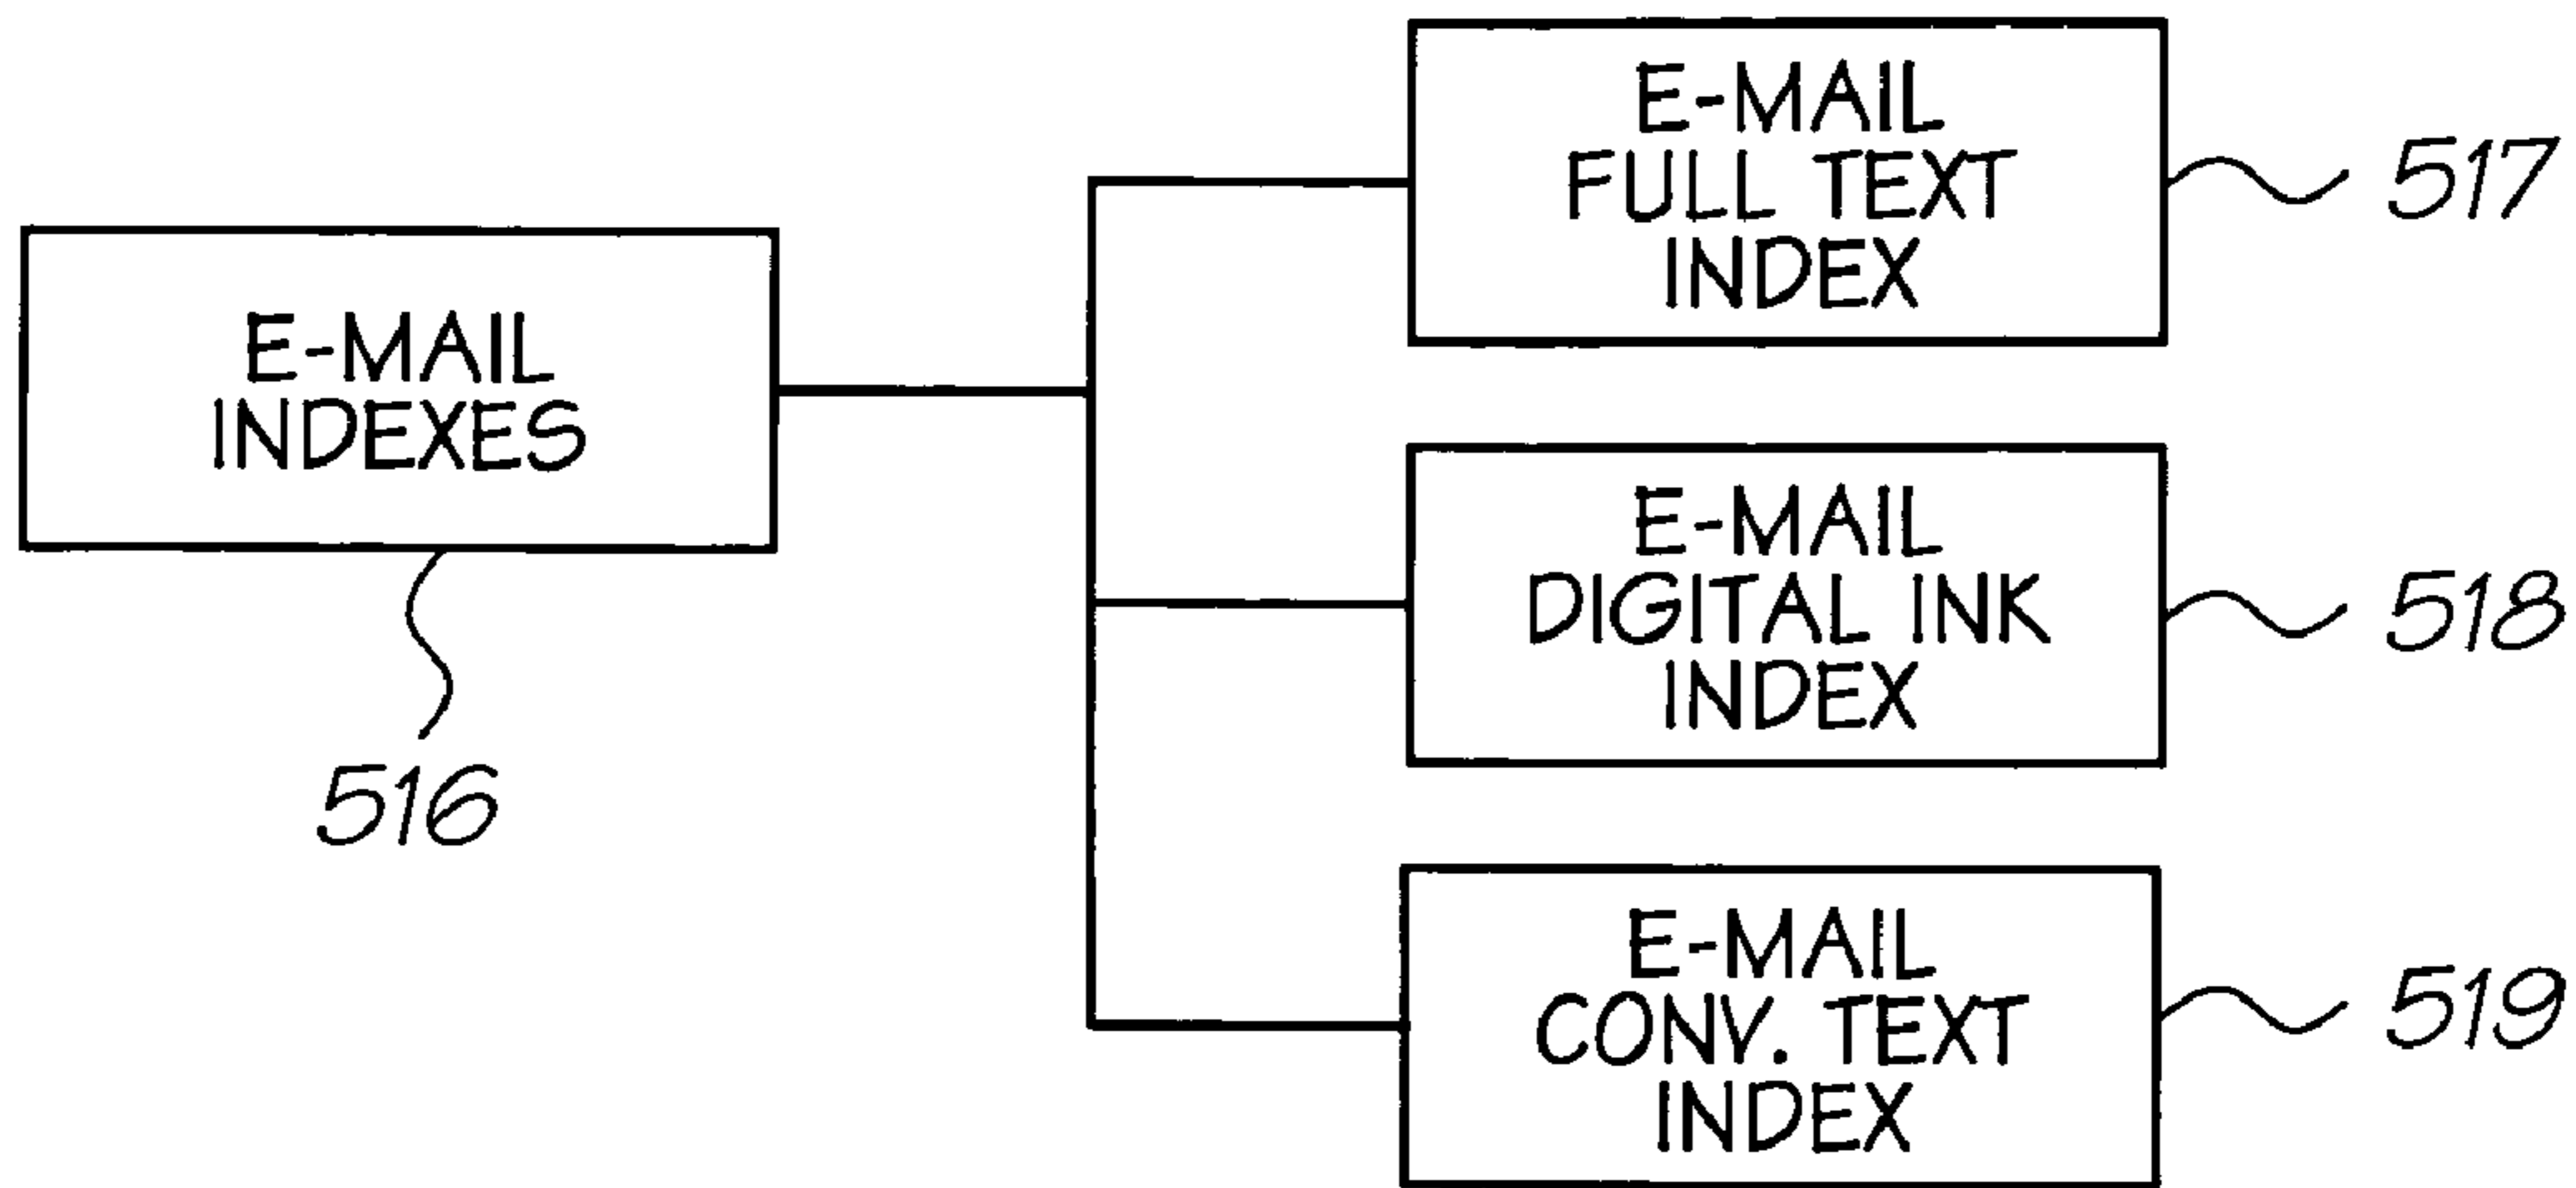 E-MAIL
INDEXES
516
E-MAIL
FULL TEXT
INDEX
517
E-MAIL
DIGITAL INK
INDEX
518
E-MAIL
CONV. TEXT
INDEX
519